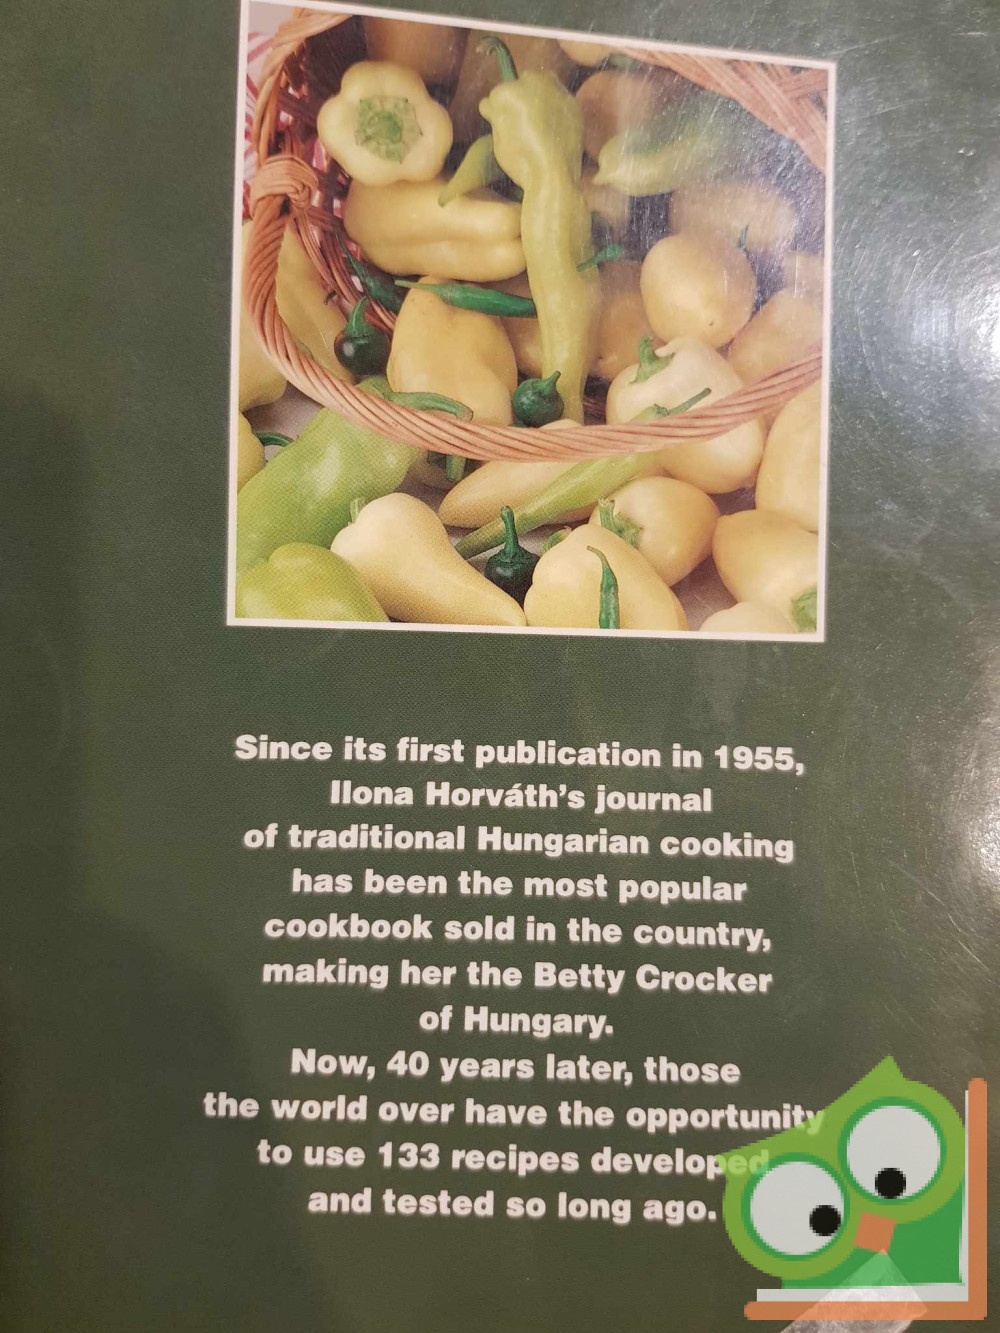 Since its first publication in 1955,
Ilona Horváth's journal
of traditional Hungarian cooking
has been the most popular
cookbook sold in the country,
making her the Betty Crocker
of Hungary.
Now, 40 years later, those
the world over have the opportunity
to use 133 recipes developed
and tested so long ago.